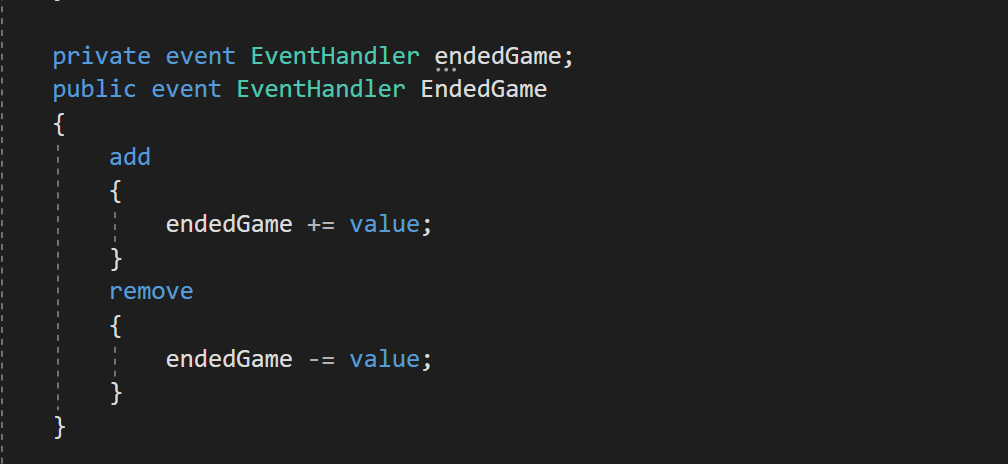 private event EventHandler endedGame;
public event EventHandler EndedGame
{
add
{
endedGame += value;
}
remove
{
endedGame -= value;
}
}